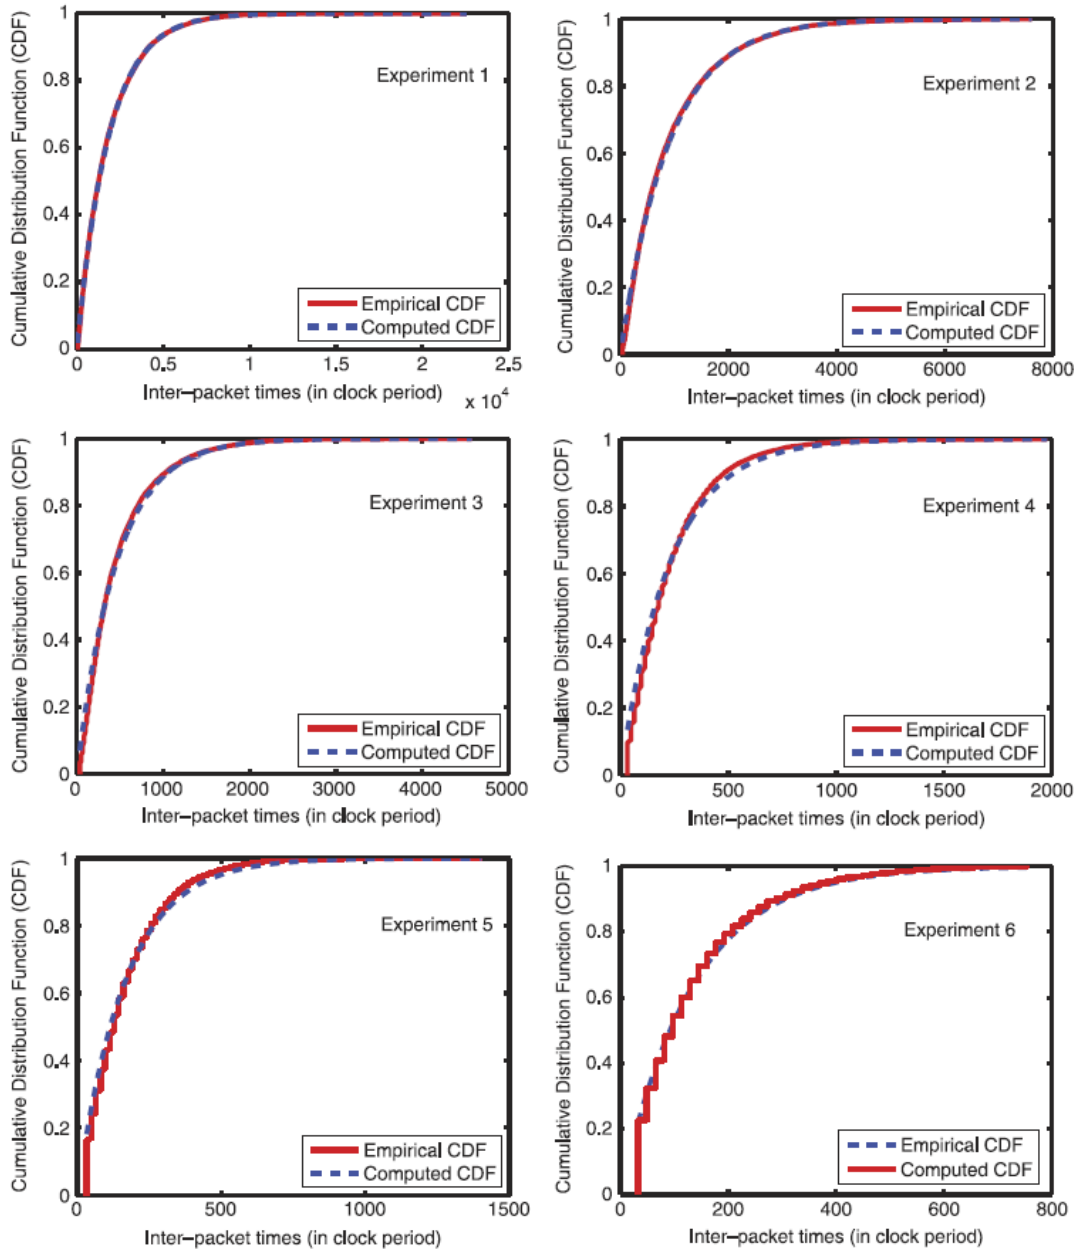 Cumulative Distribution Function (CDF)
1
0.8
0.6
0.4
0.2
0
Experiment 1
Empirical CDF
Computed CDF
0 0.5 1 1.5 2 2.5
Inter–packet times (in clock period)
x 10^4
Cumulative Distribution Function (CDF)
1
0.8
0.6
0.4
0.2
0
Experiment 2
Empirical CDF
Computed CDF
0 2000 4000 6000 8000
Inter–packet times (in clock period)
Cumulative Distribution Function (CDF)
1
0.8
0.6
0.4
0.2
0
Experiment 3
Empirical CDF
Computed CDF
0 1000 2000 3000 4000 5000
Inter–packet times (in clock period)
Cumulative Distribution Function (CDF)
1
0.8
0.6
0.4
0.2
0
Experiment 4
Empirical CDF
Computed CDF
0 500 1000 1500 2000
Inter–packet times (in clock period)
Cumulative Distribution Function (CDF)
1
0.8
0.6
0.4
0.2
0
Experiment 5
Empirical CDF
Computed CDF
0 500 1000 1500
Inter–packet times (in clock period)
Cumulative Distribution Function (CDF)
1
0.8
0.6
0.4
0.2
0
Experiment 6
Empirical CDF
Computed CDF
0 200 400 600 800
Inter–packet times (in clock period)